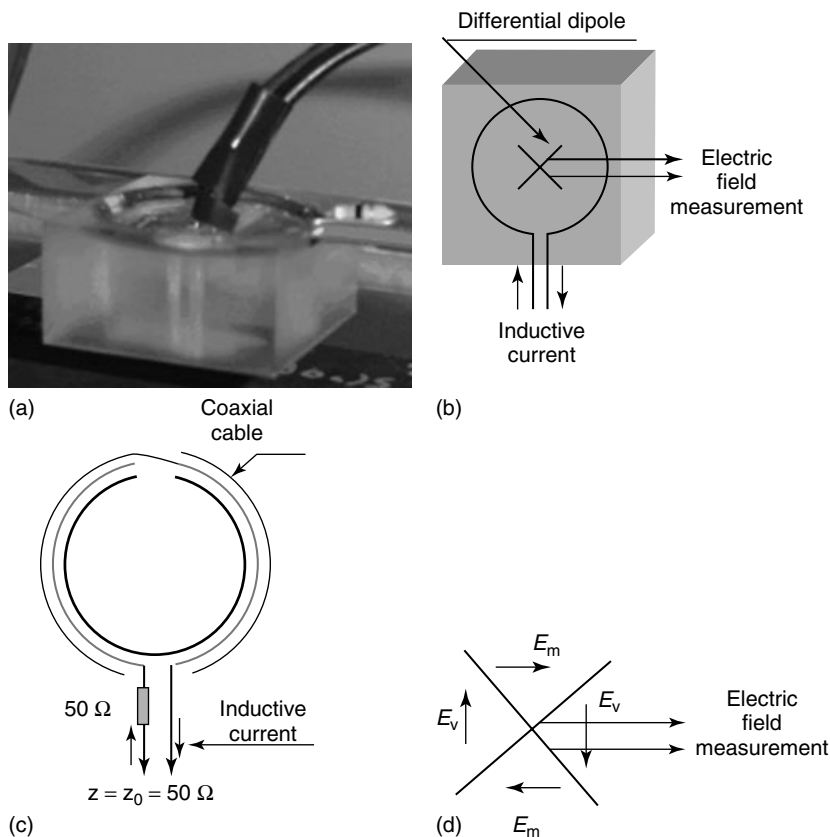 Differential dipole
Electric
field
measurement
Inductive
current
(a)
(b)
Coaxial
cable
50 Ω
Inductive
current
z = z0 = 50 Ω
(c)
Em
Ev
Ev
Electric
field
measurement
Em
(d)